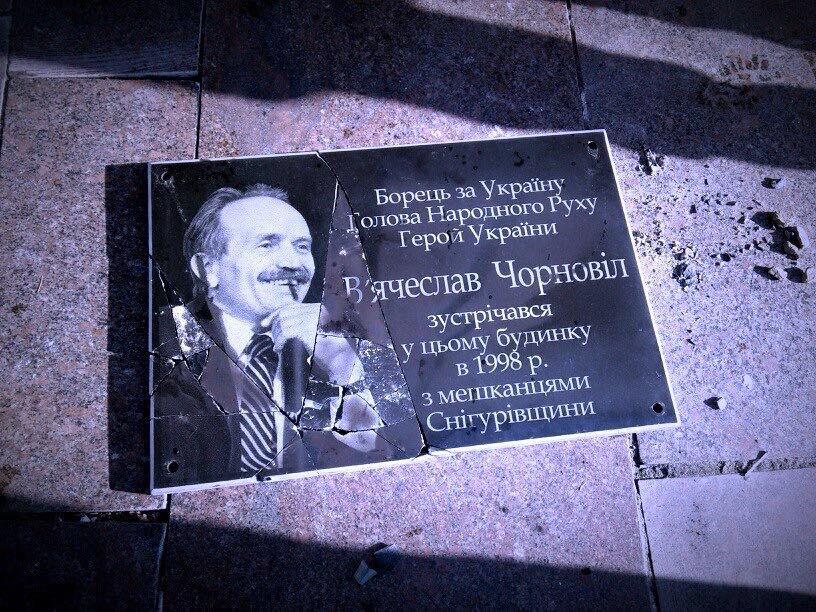 Борець за Україну
Голова Народного Руху
Герой України
В'ячеслав Чорновіл
зустрічався
у цьому будинку
в 1998 р.
з мешканцями
Снігурівщини